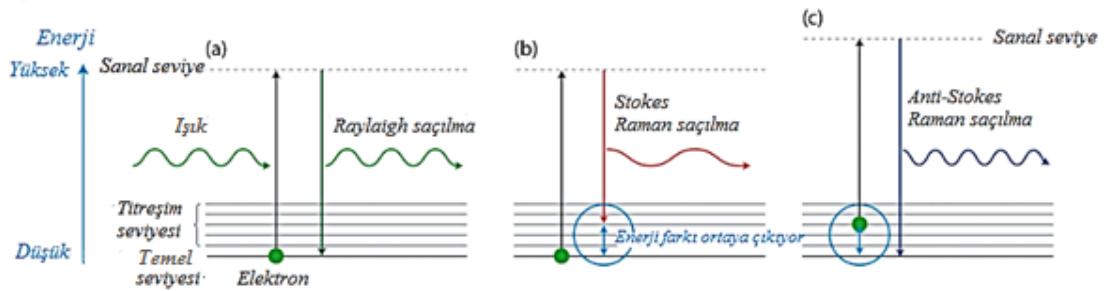 Enerji
Yüksek
Düşük
(a)
Sanal seviye
Işık
Raylaigh saçılma
Titreşim
seviyesi
Temel
seviyesi
Elektron
(b)
Stokes
Raman saçılma
Enerji farkı ortaya çıkıyor
(c)
Sanal seviye
Anti-Stokes
Raman saçılma